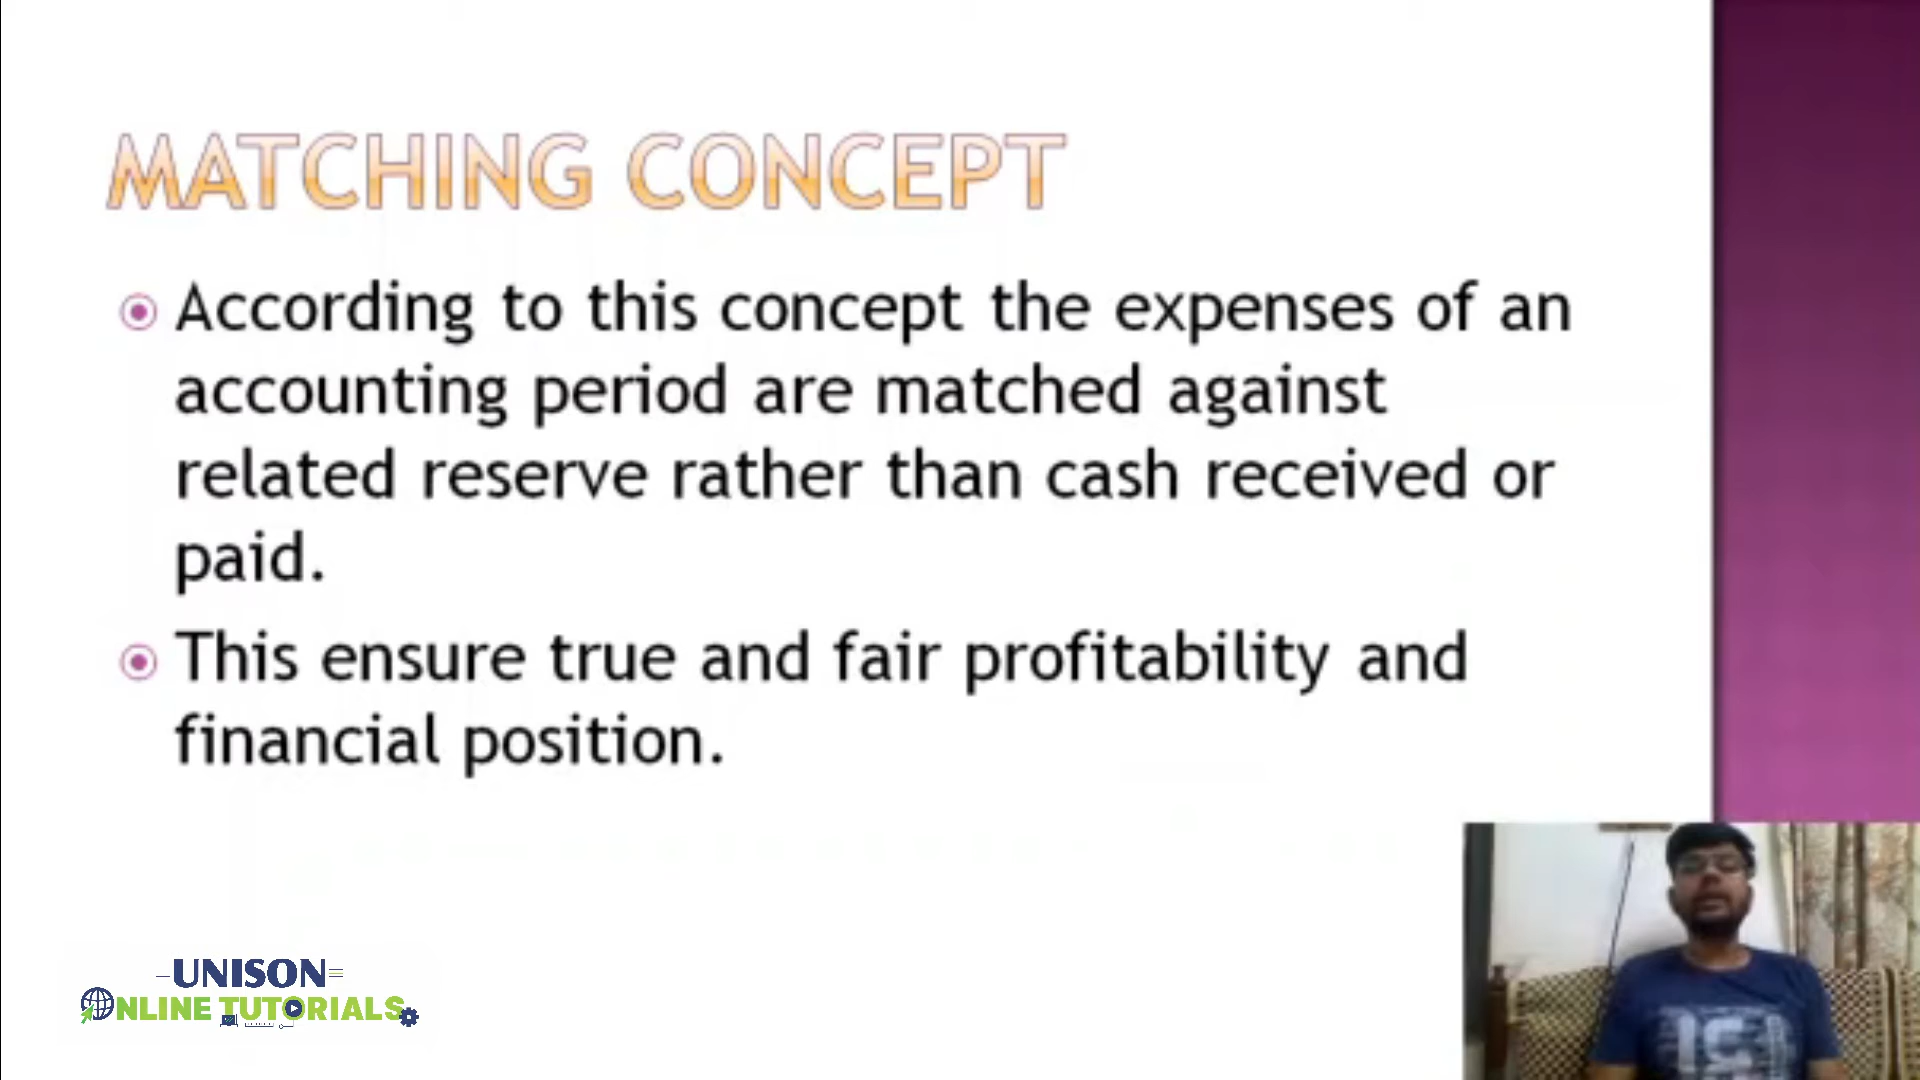 MATCHING CONCEPT
According to this concept the expenses of an
accounting period are matched against
related reserve rather than cash received or
paid.
This ensure true and fair profitability and
financial position.
UNISON
ONLINE TUTORIALS